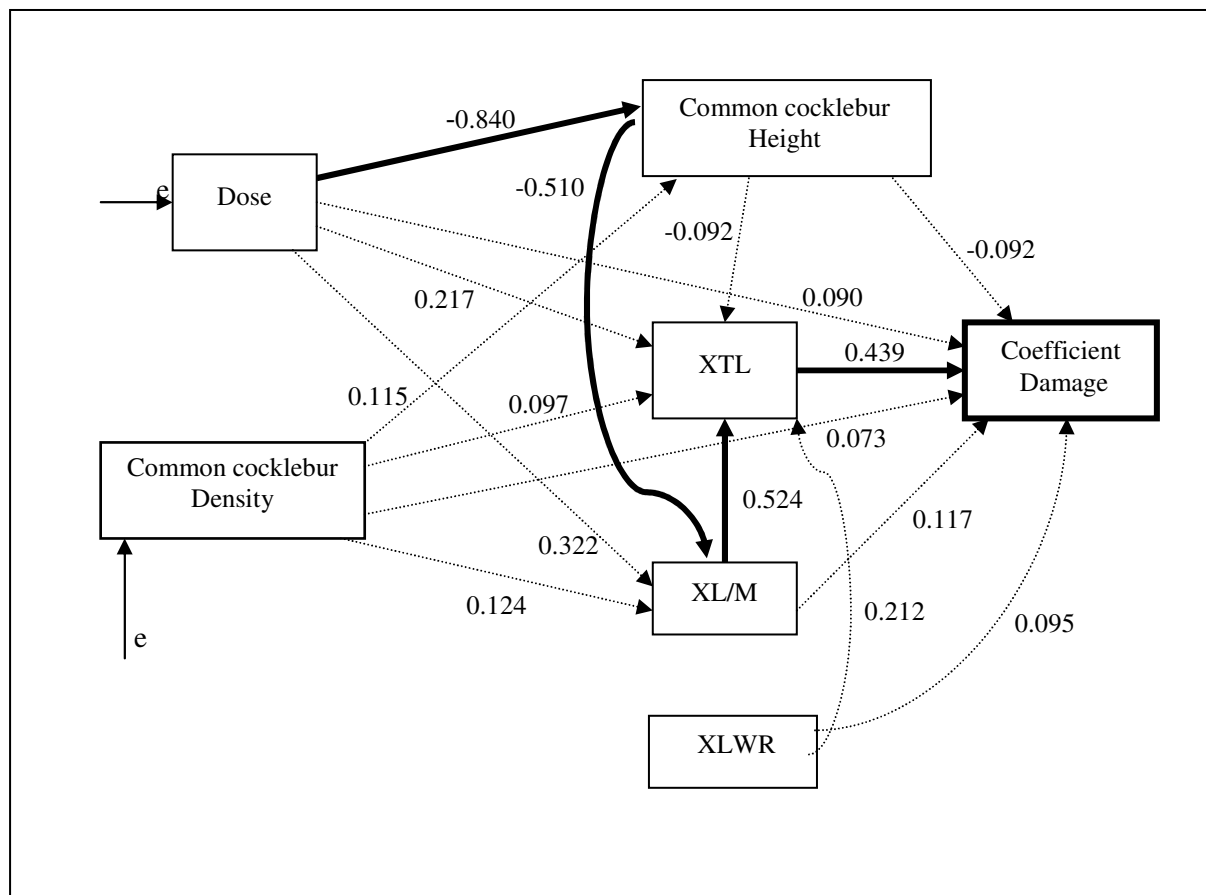 Common cocklebur
Height
-0.840
e
Dose
-0.510
-0.092
-0.092
0.217
0.090
XTL
0.439
Coefficient
Damage
0.115
0.097
0.073
Common cocklebur
Density
0.524
0.117
0.322
XL/M
0.124
0.212
0.095
e
XLWR